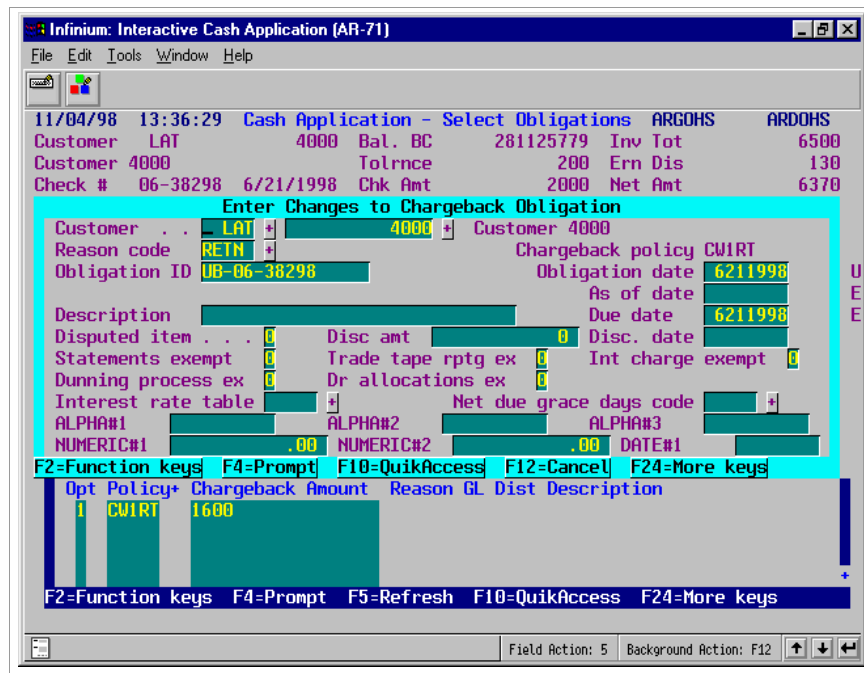 Infinium: Interactive Cash Application (AR-71)
File Edit Tools Window Help
11/04/98 13:36:29 Cash Application - Select Obligations ARGOHS ARDOHS
Customer LAT 4000 Bal. BC 281125779 Inv Tot 6500
Customer 4000 Tolrnce 200 Ern Dis 130
Check # 06-38298 6/21/1998 Chk Amt 2000 Net Amt 6370
Enter Changes to Chargeback Obligation
Customer . . LAT + 4000 + Customer 4000
Reason code RETN + Chargeback policy CW1RT
Obligation ID UB-06-38298 Obligation date 6211998 U
As of date E
Description Due date 6211998 E
Disputed item . . . 0 Disc amt 0 Disc. date
Statements exempt 0 Trade tape rptg ex 0 Int charge exempt 0
Dunning process ex 0 Dr allocations ex 0
Interest rate table + Net due grace days code +
ALPHA#1 ALPHA#2 ALPHA#3
NUMERIC#1 .00 NUMERIC#2 .00 DATE#1
F2=Function keys F4=Prompt F10=QuikAccess F12=Cancel F24=More keys
Opt Policy+ Chargeback Amount Reason GL Dist Description
1 CW1RT 1600
+
F2=Function keys F4=Prompt F5=Refresh F10=QuikAccess F24=More keys
Field Action: 5 Background Action: F12